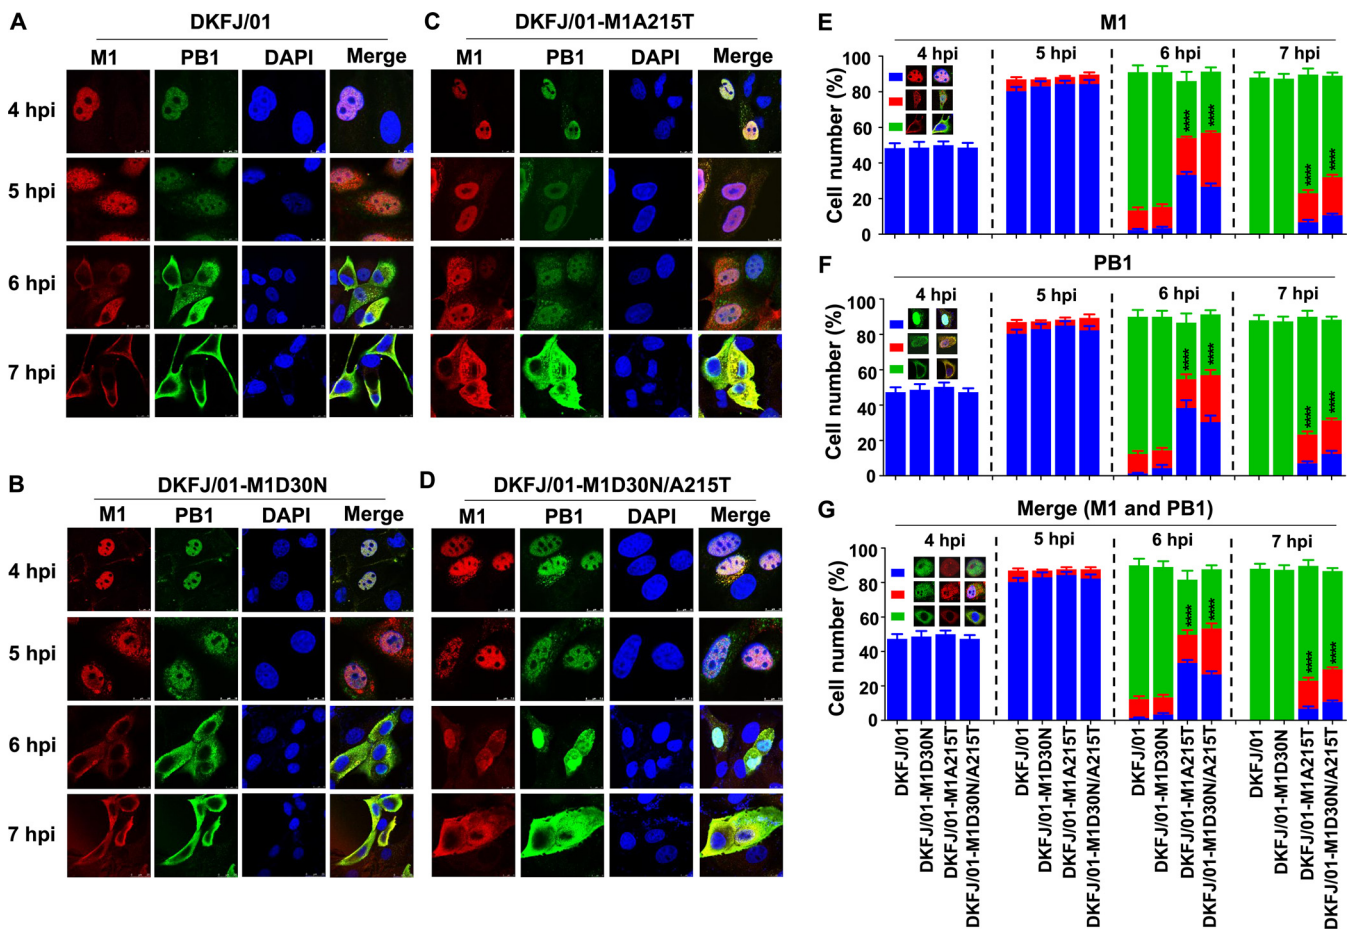 A
DKFJ/01
M1 PB1 DAPI Merge
4 hpi
5 hpi
6 hpi
7 hpi
C
DKFJ/01-M1A215T
M1 PB1 DAPI Merge
B
DKFJ/01-M1D30N
M1 PB1 DAPI Merge
4 hpi
5 hpi
6 hpi
7 hpi
D
DKFJ/01-M1D30N/A215T
M1 PB1 DAPI Merge
E
M1
4 hpi 5 hpi 6 hpi 7 hpi
Cell number (%)
100
80
60
40
20
0
**** **** **** ****
F
PB1
4 hpi 5 hpi 6 hpi 7 hpi
Cell number (%)
100
80
60
40
20
0
**** **** **** ****
G
Merge (M1 and PB1)
4 hpi 5 hpi 6 hpi 7 hpi
Cell number (%)
100
80
60
40
20
0
**** **** **** ****
DKFJ/01
DKFJ/01-M1D30N
DKFJ/01-M1A215T
DKFJ/01-M1D30N/A215T
DKFJ/01
DKFJ/01-M1D30N
DKFJ/01-M1A215T
DKFJ/01-M1D30N/A215T
DKFJ/01
DKFJ/01-M1D30N
DKFJ/01-M1A215T
DKFJ/01-M1D30N/A215T
DKFJ/01
DKFJ/01-M1D30N
DKFJ/01-M1A215T
DKFJ/01-M1D30N/A215T